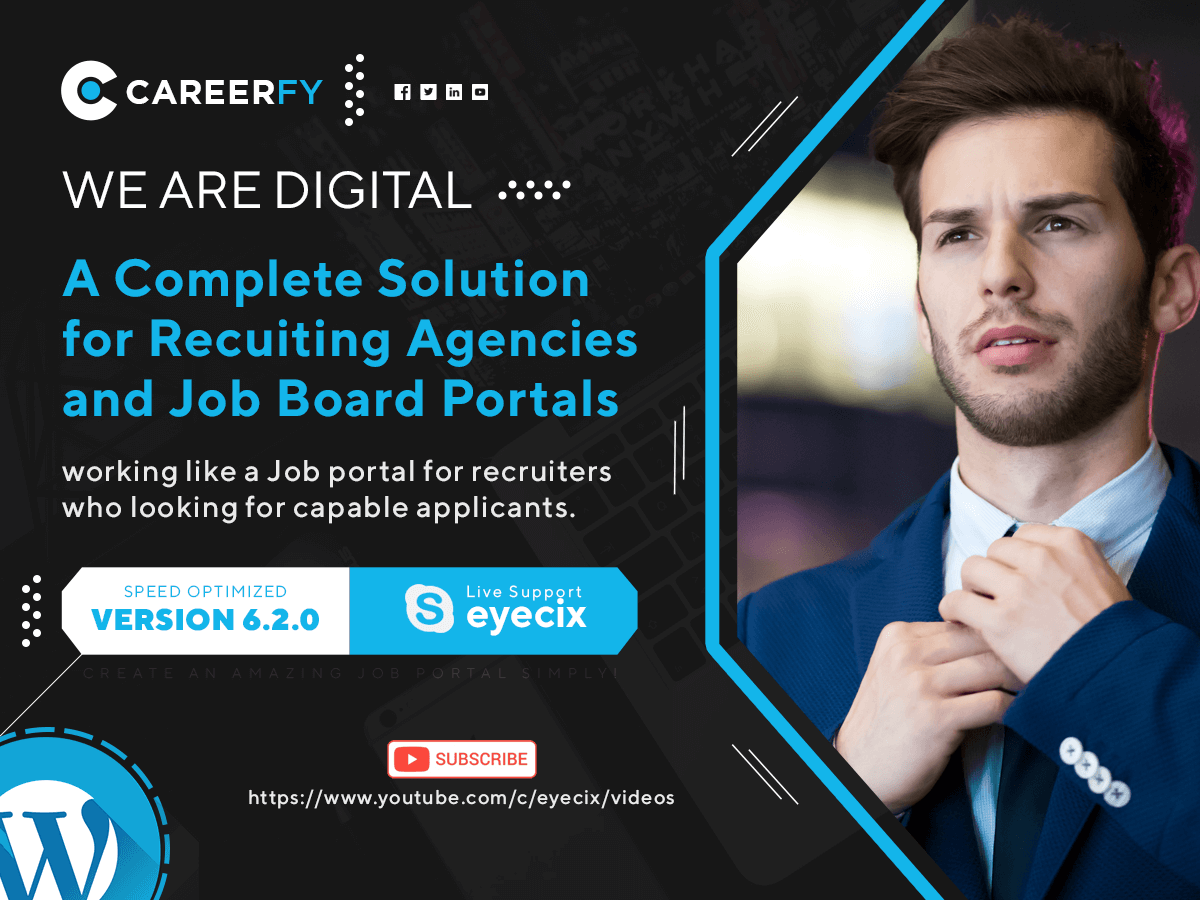 CAREERFY
WE ARE DIGITAL
A Complete Solution
for Recuiting Agencies
and Job Board Portals
working like a Job portal for recruiters
who looking for capable applicants.
SPEED OPTIMIZED
VERSION 6.2.0
Live Support
eyecix
CREATE AN AMAZING JOB PORTAL SIMPLY!
SUBSCRIBE
https://www.youtube.com/c/eyecix/videos